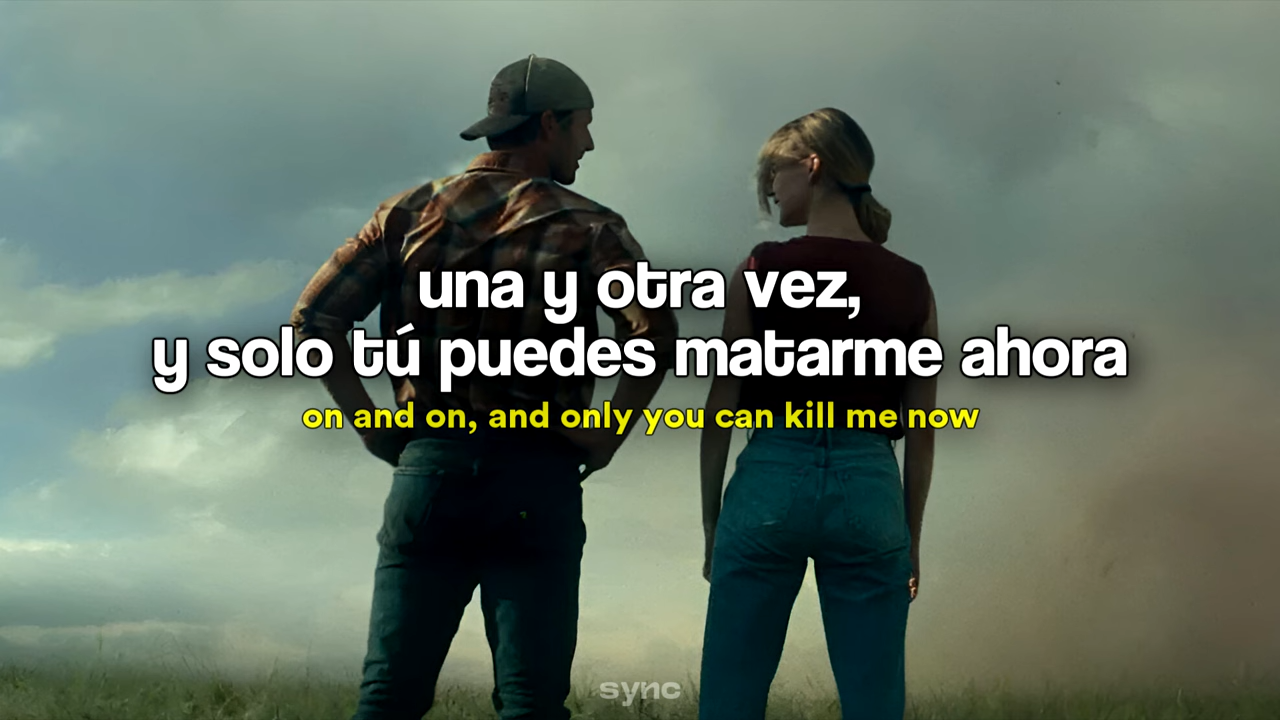 una y otra vez,
y solo tú puedes matarme ahora
on and on, and only you can kill me now
sync